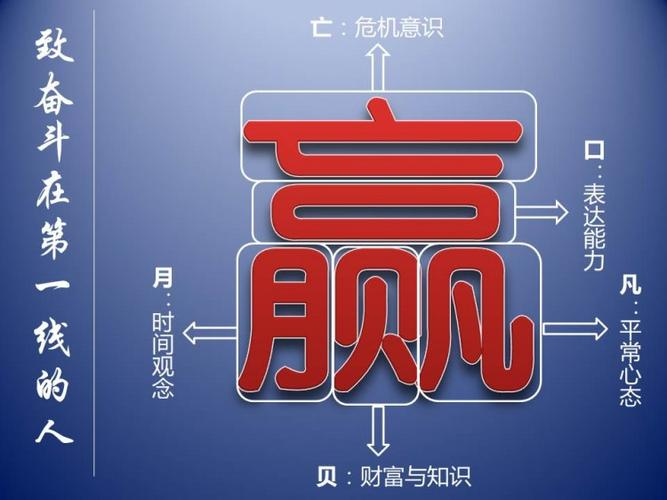 致奋斗在第一线的人
亡：危机意识
赢
口：表达能力
月：时间观念
凡：平常心态
贝：财富与知识